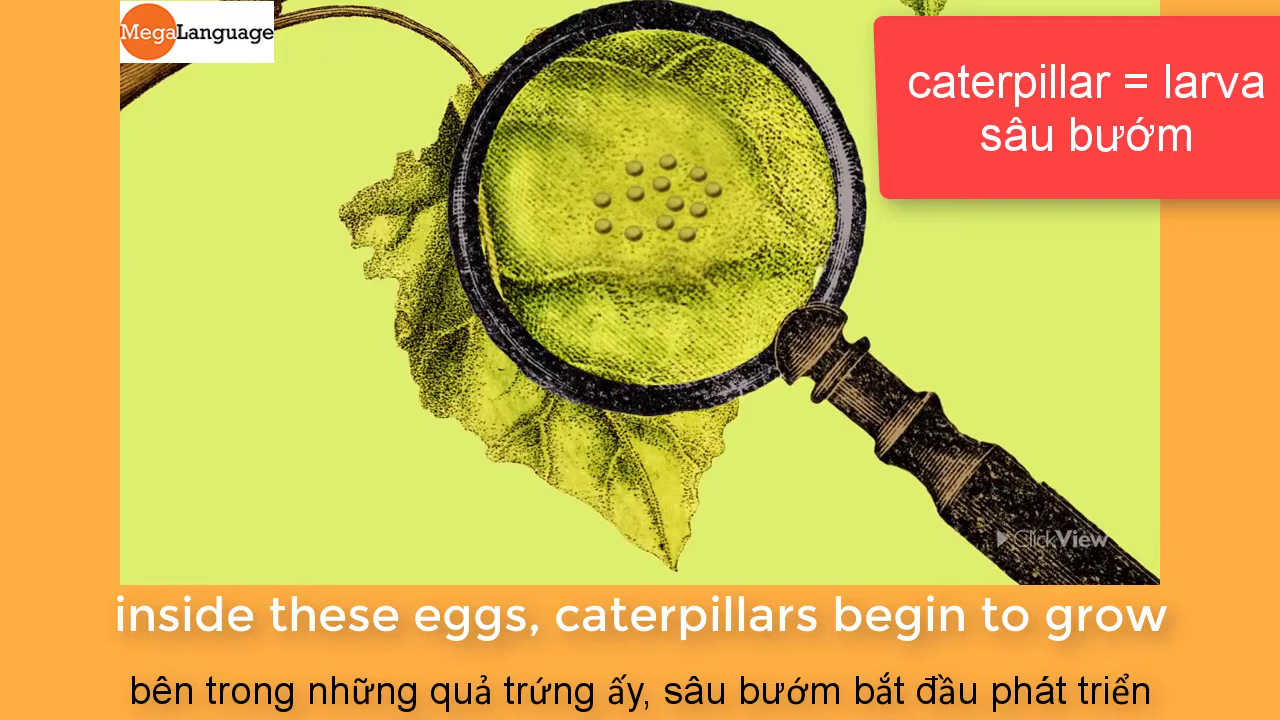 MegaLanguage
caterpillar = larva
sâu bướm
ClickView
inside these eggs, caterpillars begin to grow
bên trong những quả trứng ấy, sâu bướm bắt đầu phát triển